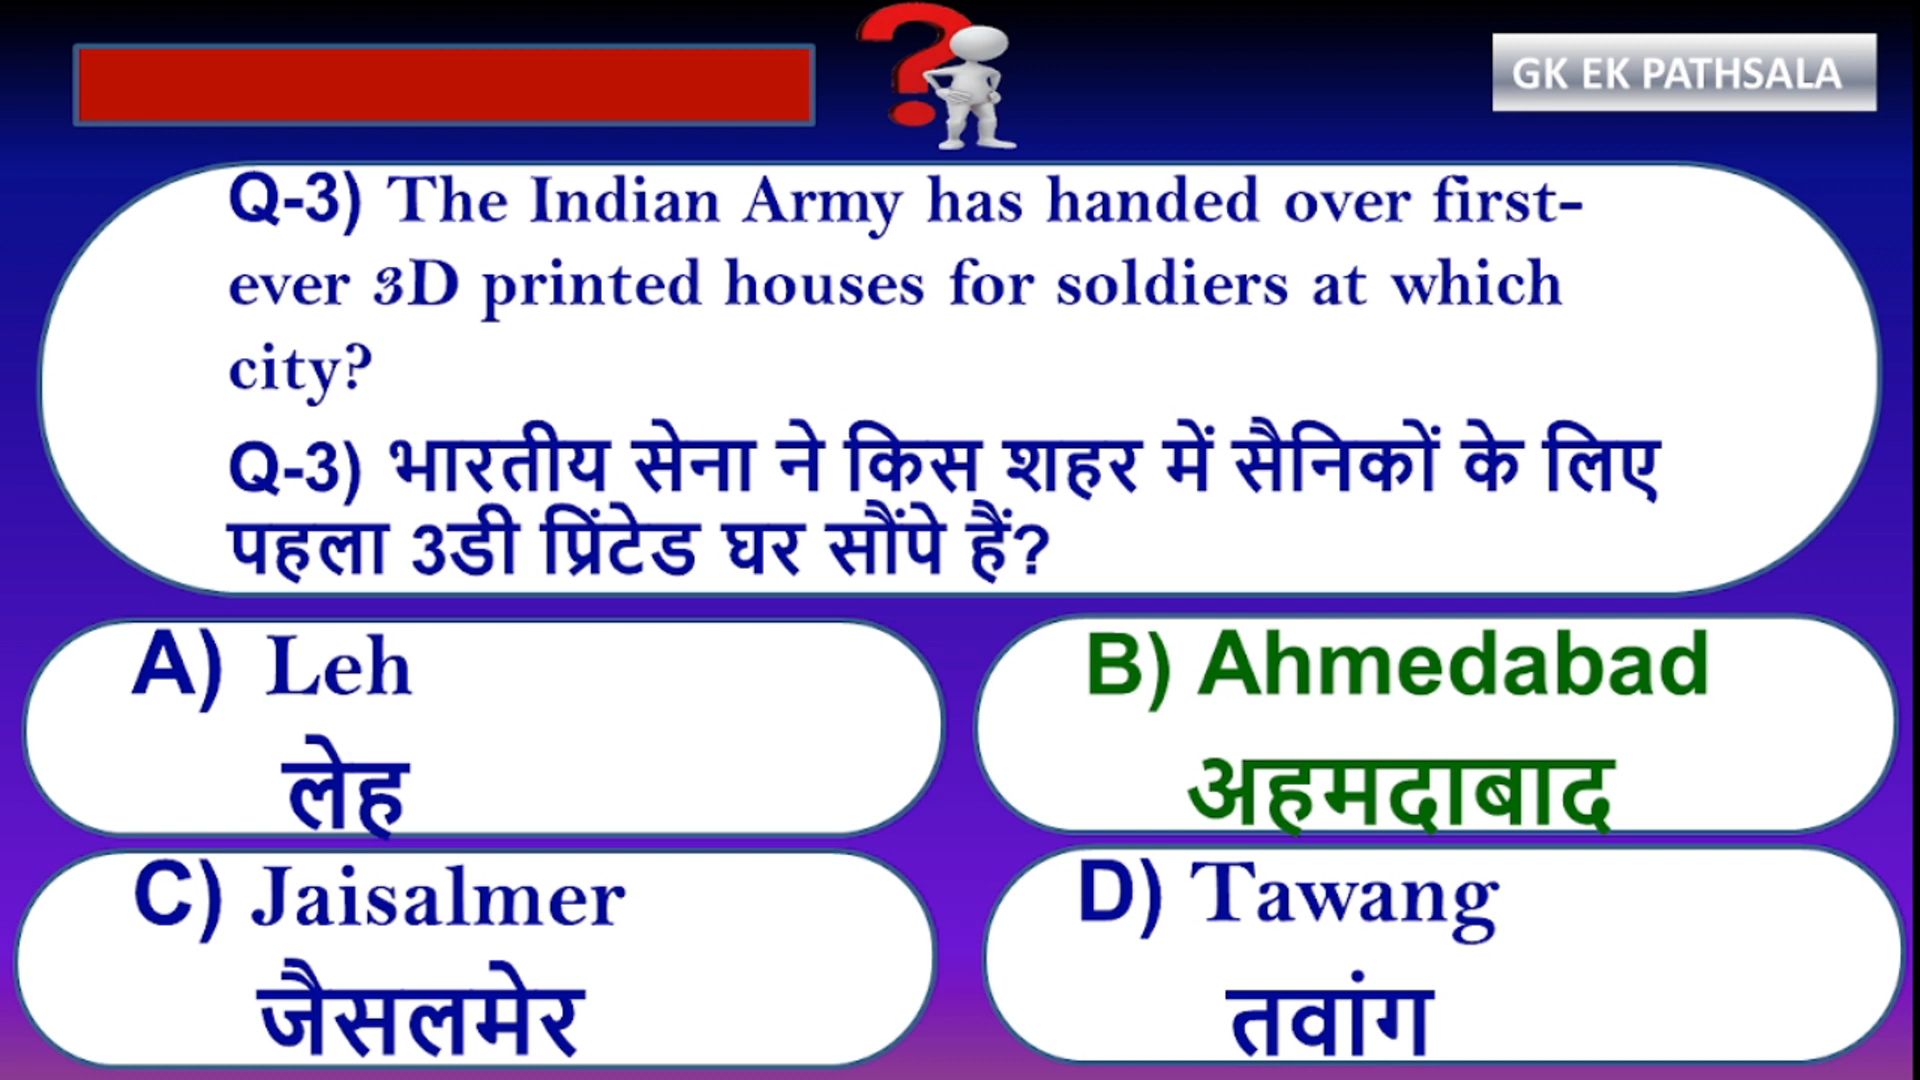 GK EK PATHSALA
Q-3) The Indian Army has handed over first-
ever 3D printed houses for soldiers at which
city?
Q-3) भारतीय सेना ने किस शहर में सैनिकों के लिए
पहला 3डी प्रिंटेड घर सौंपे हैं?
A) Leh
लेह
B) Ahmedabad
अहमदाबाद
C) Jaisalmer
जैसलमेर
D) Tawang
तवांग